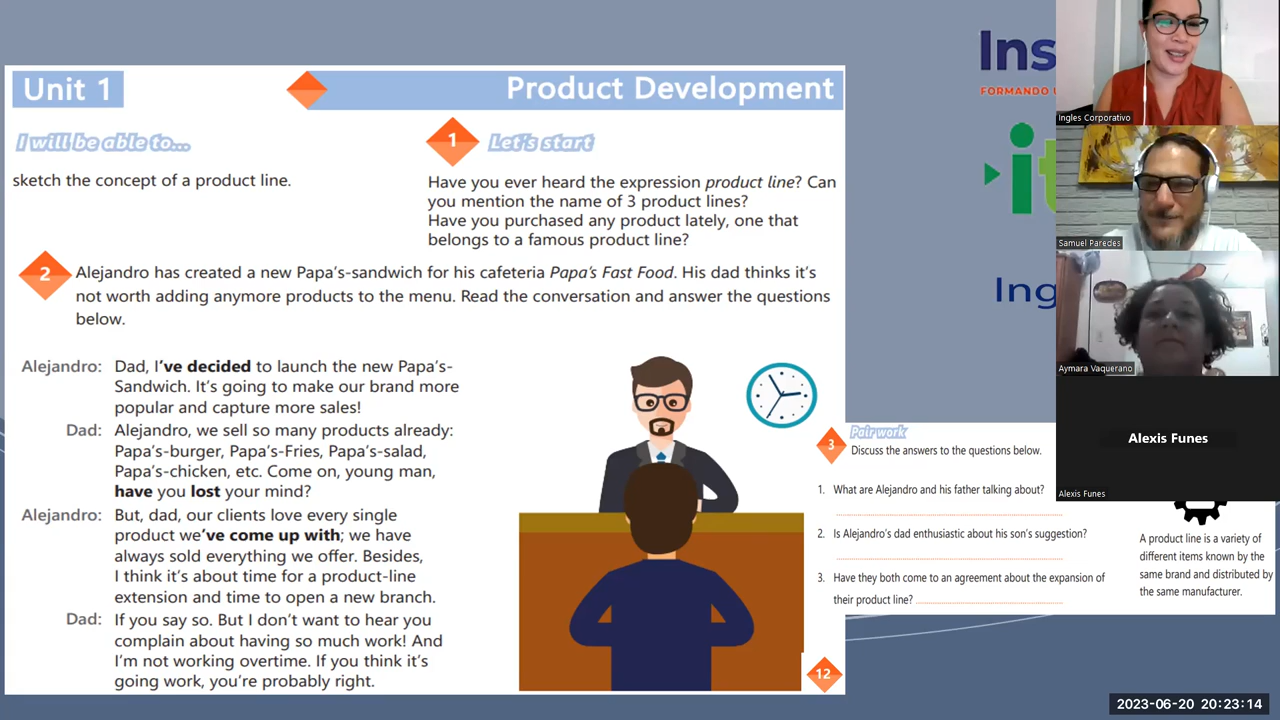 Unit 1
Product Development
I will be able to...
sketch the concept of a product line.
1
Let's start
Have you ever heard the expression product line? Can
you mention the name of 3 product lines?
Have you purchased any product lately, one that
belongs to a famous product line?
2
Alejandro has created a new Papa's-sandwich for his cafeteria Papa's Fast Food. His dad thinks it's
not worth adding anymore products to the menu. Read the conversation and answer the questions
below.
Alejandro: Dad, I've decided to launch the new Papa's-
Sandwich. It's going to make our brand more
popular and capture more sales!
Dad: Alejandro, we sell so many products already:
Papa's-burger, Papa's-Fries, Papa's-salad,
Papa's-chicken, etc. Come on, young man,
have you lost your mind?
Alejandro: But, dad, our clients love every single
product we've come up with; we have
always sold everything we offer. Besides,
I think it's about time for a product-line
extension and time to open a new branch.
Dad: If you say so. But I don't want to hear you
complain about having so much work! And
I'm not working overtime. If you think it's
going work, you're probably right.
3
Pair work
Discuss the answers to the questions below.
1. What are Alejandro and his father talking about?
2. Is Alejandro's dad enthusiastic about his son's suggestion?
3. Have they both come to an agreement about the expansion of
their product line?
12
A product line is a variety of
different items known by the
same brand and distributed by
the same manufacturer.
Ins
FORMANDO
it
Ing
Ingles Corporativo
Samuel Paredes
Aymara Vaquerano
Alexis Funes
Alexis Funes
2023-06-20 20:23:14